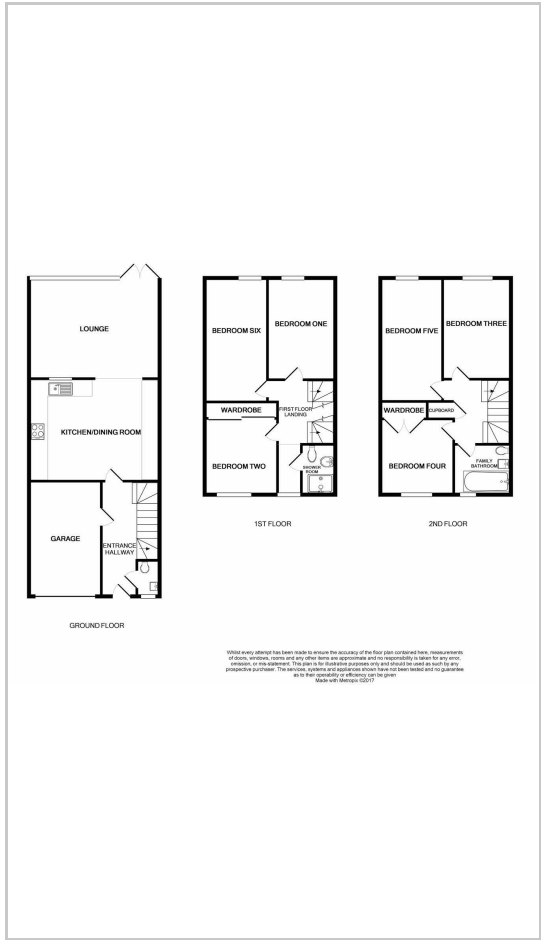 LOUNGE
KITCHEN/DINING ROOM
GARAGE
ENTRANCE
HALLWAY
GROUND FLOOR
BEDROOM SIX
BEDROOM ONE
WARDROBE
FIRST FLOOR
LANDING
BEDROOM TWO
SHOWER
ROOM
1ST FLOOR
BEDROOM FIVE
BEDROOM THREE
WARDROBE
CUPBOARD
BEDROOM FOUR
FAMILY
BATHROOM
2ND FLOOR
Whilst every attempt has been made to ensure the accuracy of the floor plan contained here, measurements
of doors, windows, rooms and any other items are approximate and no responsibility is taken for any error,
omission, or mis-statement. This plan is for illustrative purposes only and should be used as such by any
prospective purchaser. The services, systems and appliances shown have not been tested and no guarantee
as to their operability or efficiency can be given
Made with Metropix ©2017